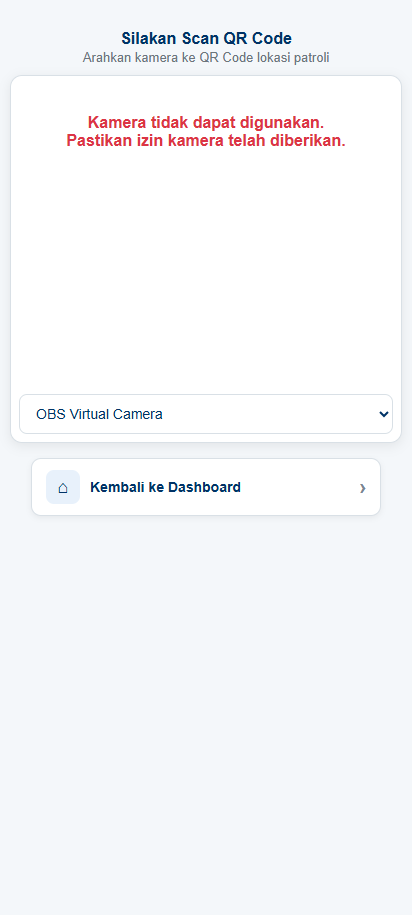 Silakan Scan QR Code
Arahkan kamera ke QR Code lokasi patroli
Kamera tidak dapat digunakan.
Pastikan izin kamera telah diberikan.
OBS Virtual Camera
Kembali ke Dashboard